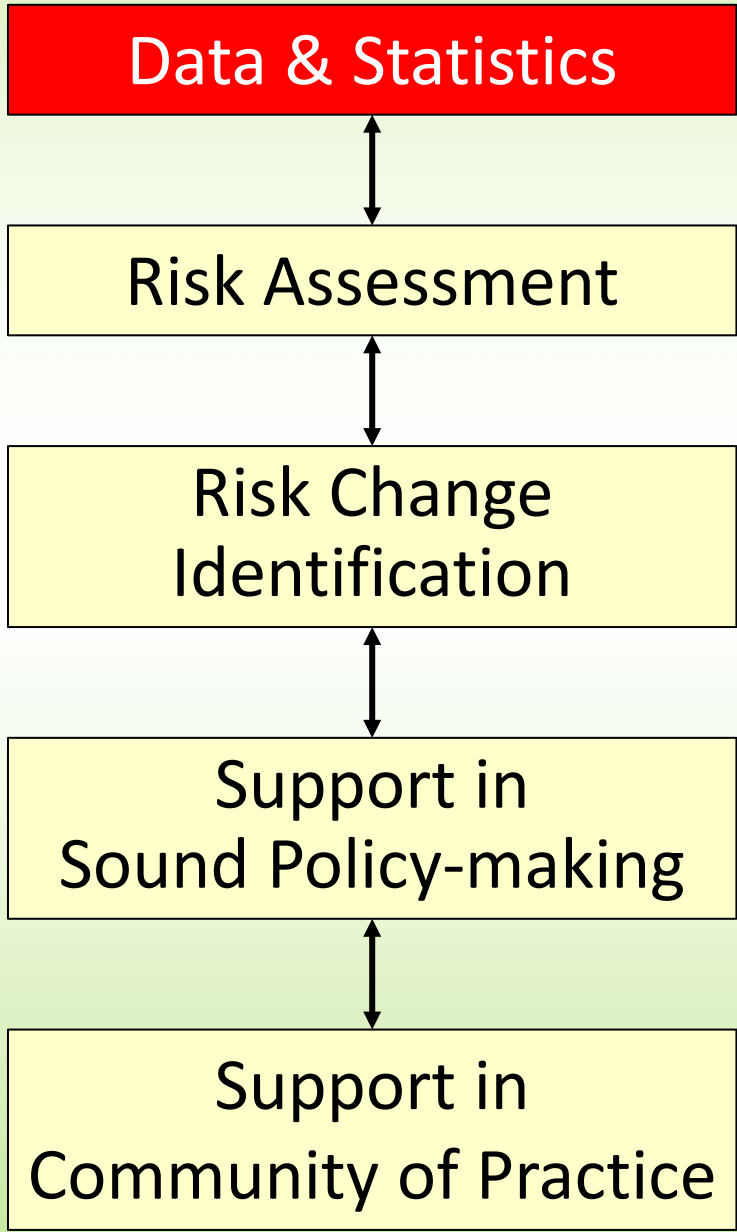 Data & Statistics
Risk Assessment
Risk Change
Identification
Support in
Sound Policy-making
Support in
Community of Practice